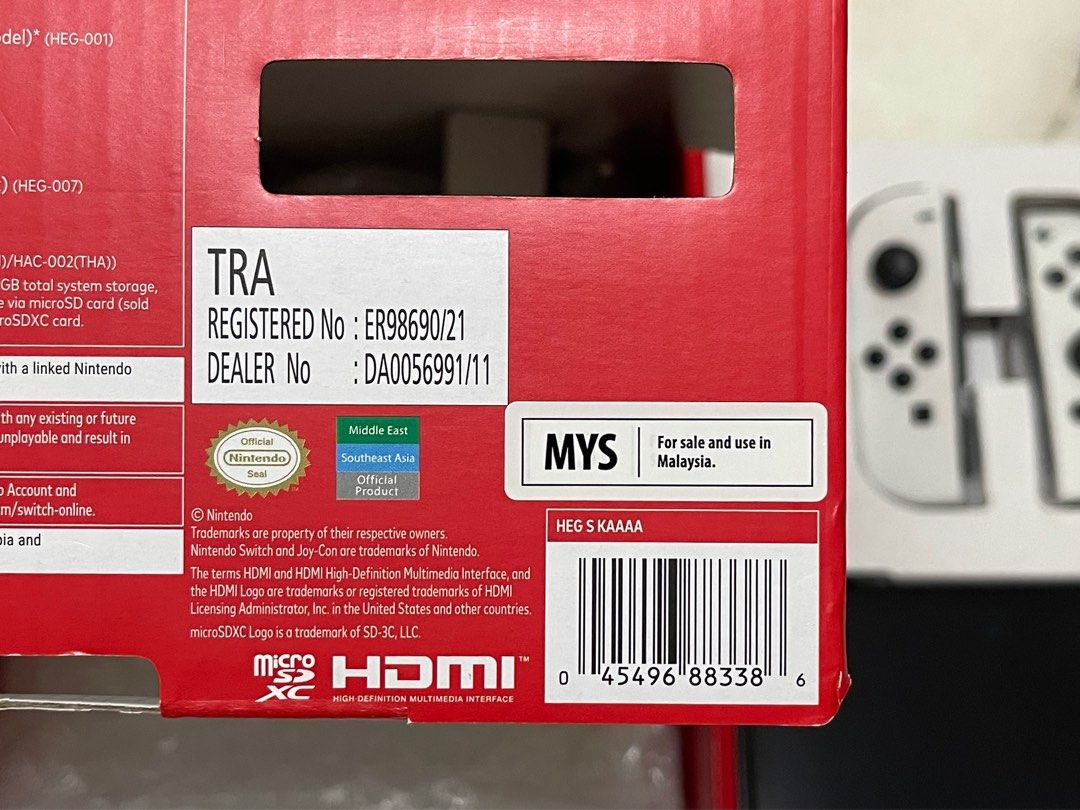 del)* (HEG-001)
) (HEG-007)
)/HAC-002(THA))
GB total system storage,
e via microSD card (sold
roSDXC card.
with a linked Nintendo
th any existing or future
unplayable and result in
o Account and
m/switch-online.
bia and
TRA
REGISTERED No : ER98690/21
DEALER No : DA0056991/11
Official
Nintendo
Seal
Middle East
Southeast Asia
Official
Product
MYS
For sale and use in
Malaysia.
© Nintendo
Trademarks are property of their respective owners.
Nintendo Switch and Joy-Con are trademarks of Nintendo.
The terms HDMI and HDMI High-Definition Multimedia Interface, and
the HDMI Logo are trademarks or registered trademarks of HDMI
Licensing Administrator, Inc. in the United States and other countries.
microSDXC Logo is a trademark of SD-3C, LLC.
micro
SD
XC
HDMI™
HIGH-DEFINITION MULTIMEDIA INTERFACE
HEG S KAAAA
0 45496 88338 6